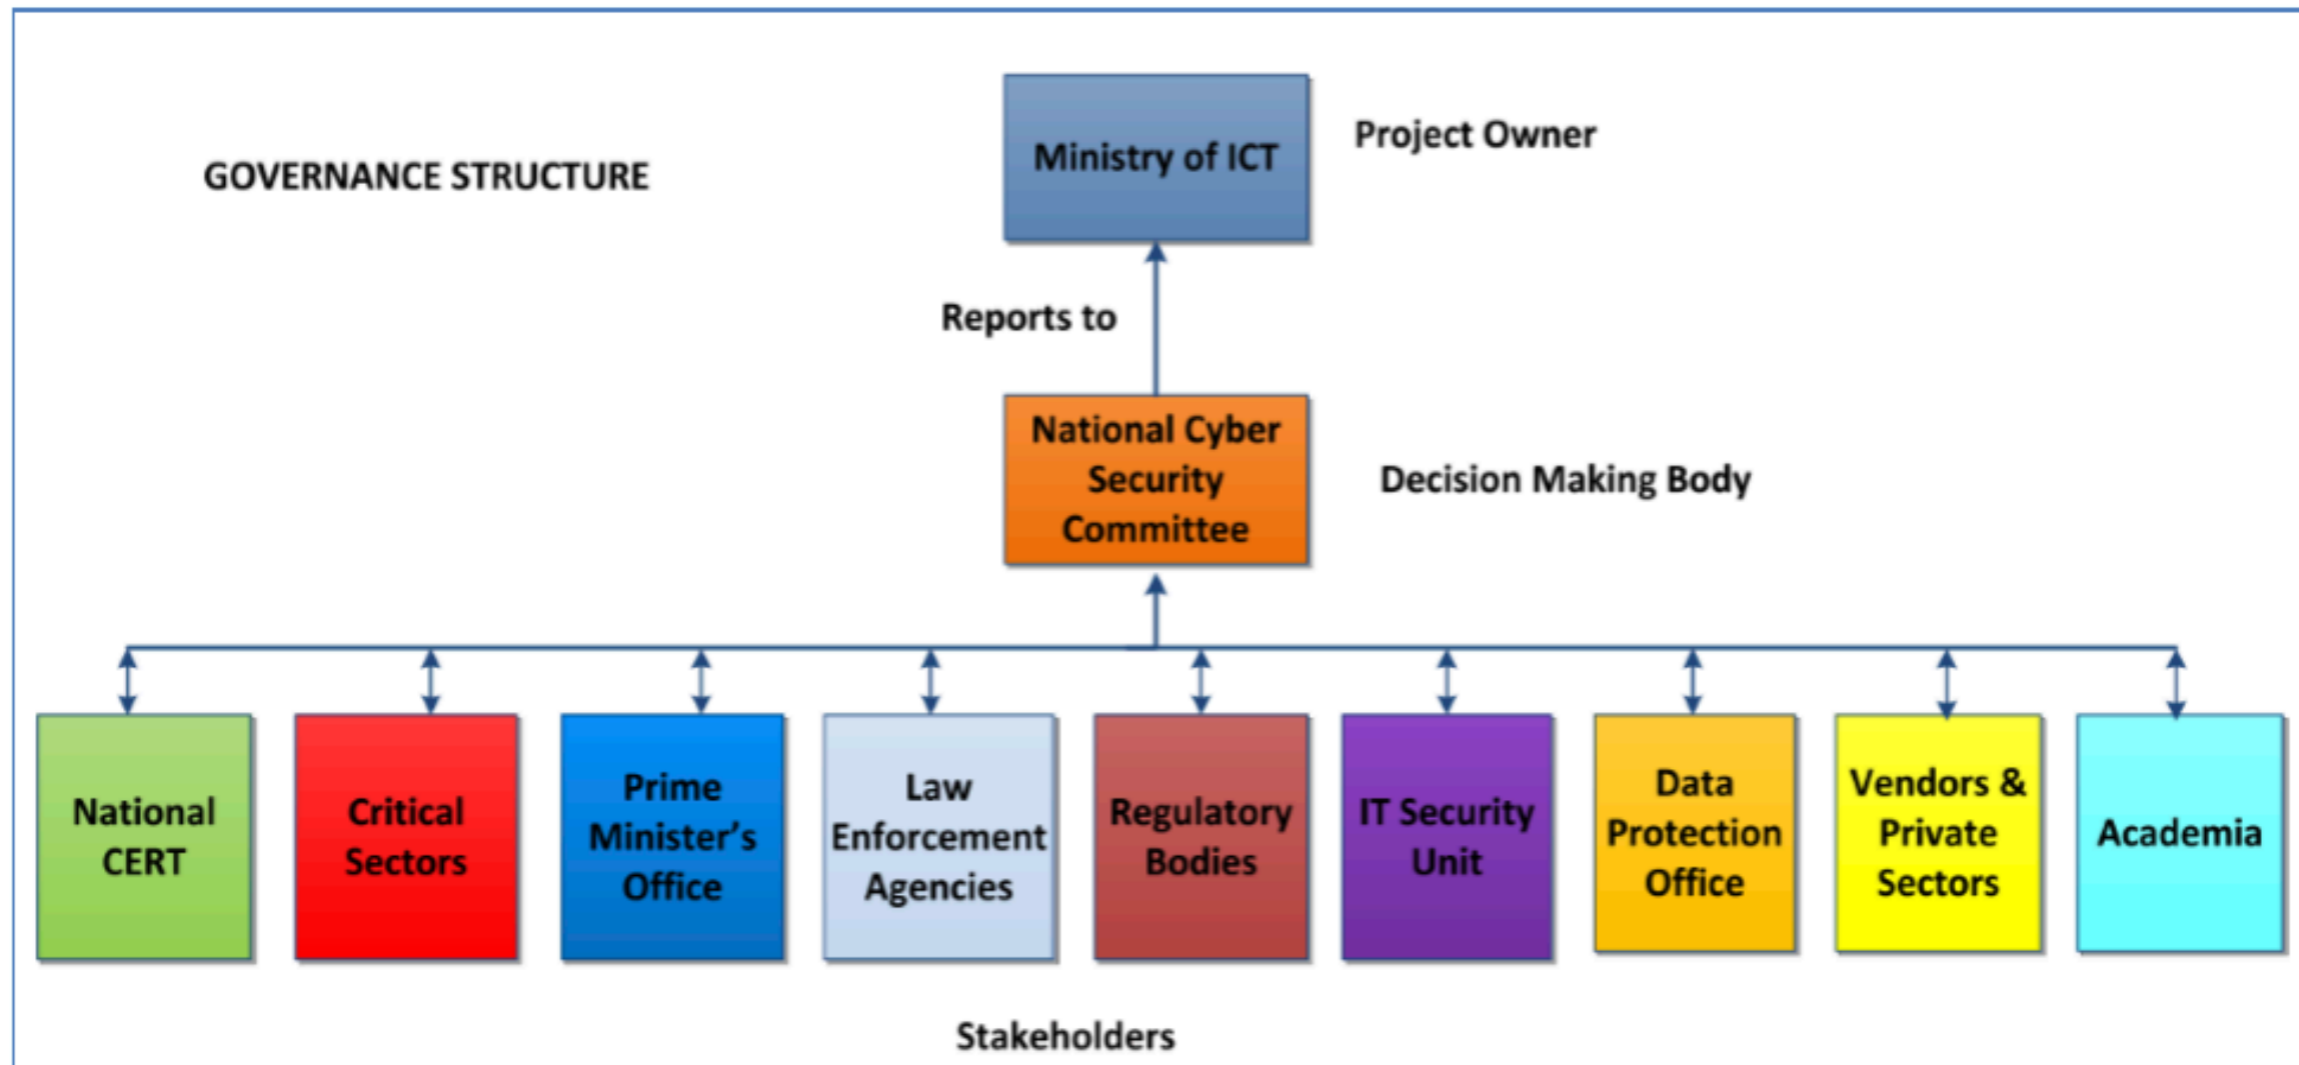 GOVERNANCE STRUCTURE
Ministry of ICT
Project Owner
Reports to
National Cyber
Security
Committee
Decision Making Body
National
CERT
Critical
Sectors
Prime
Minister’s
Office
Law
Enforcement
Agencies
Regulatory
Bodies
IT Security
Unit
Data
Protection
Office
Vendors &
Private
Sectors
Academia
Stakeholders